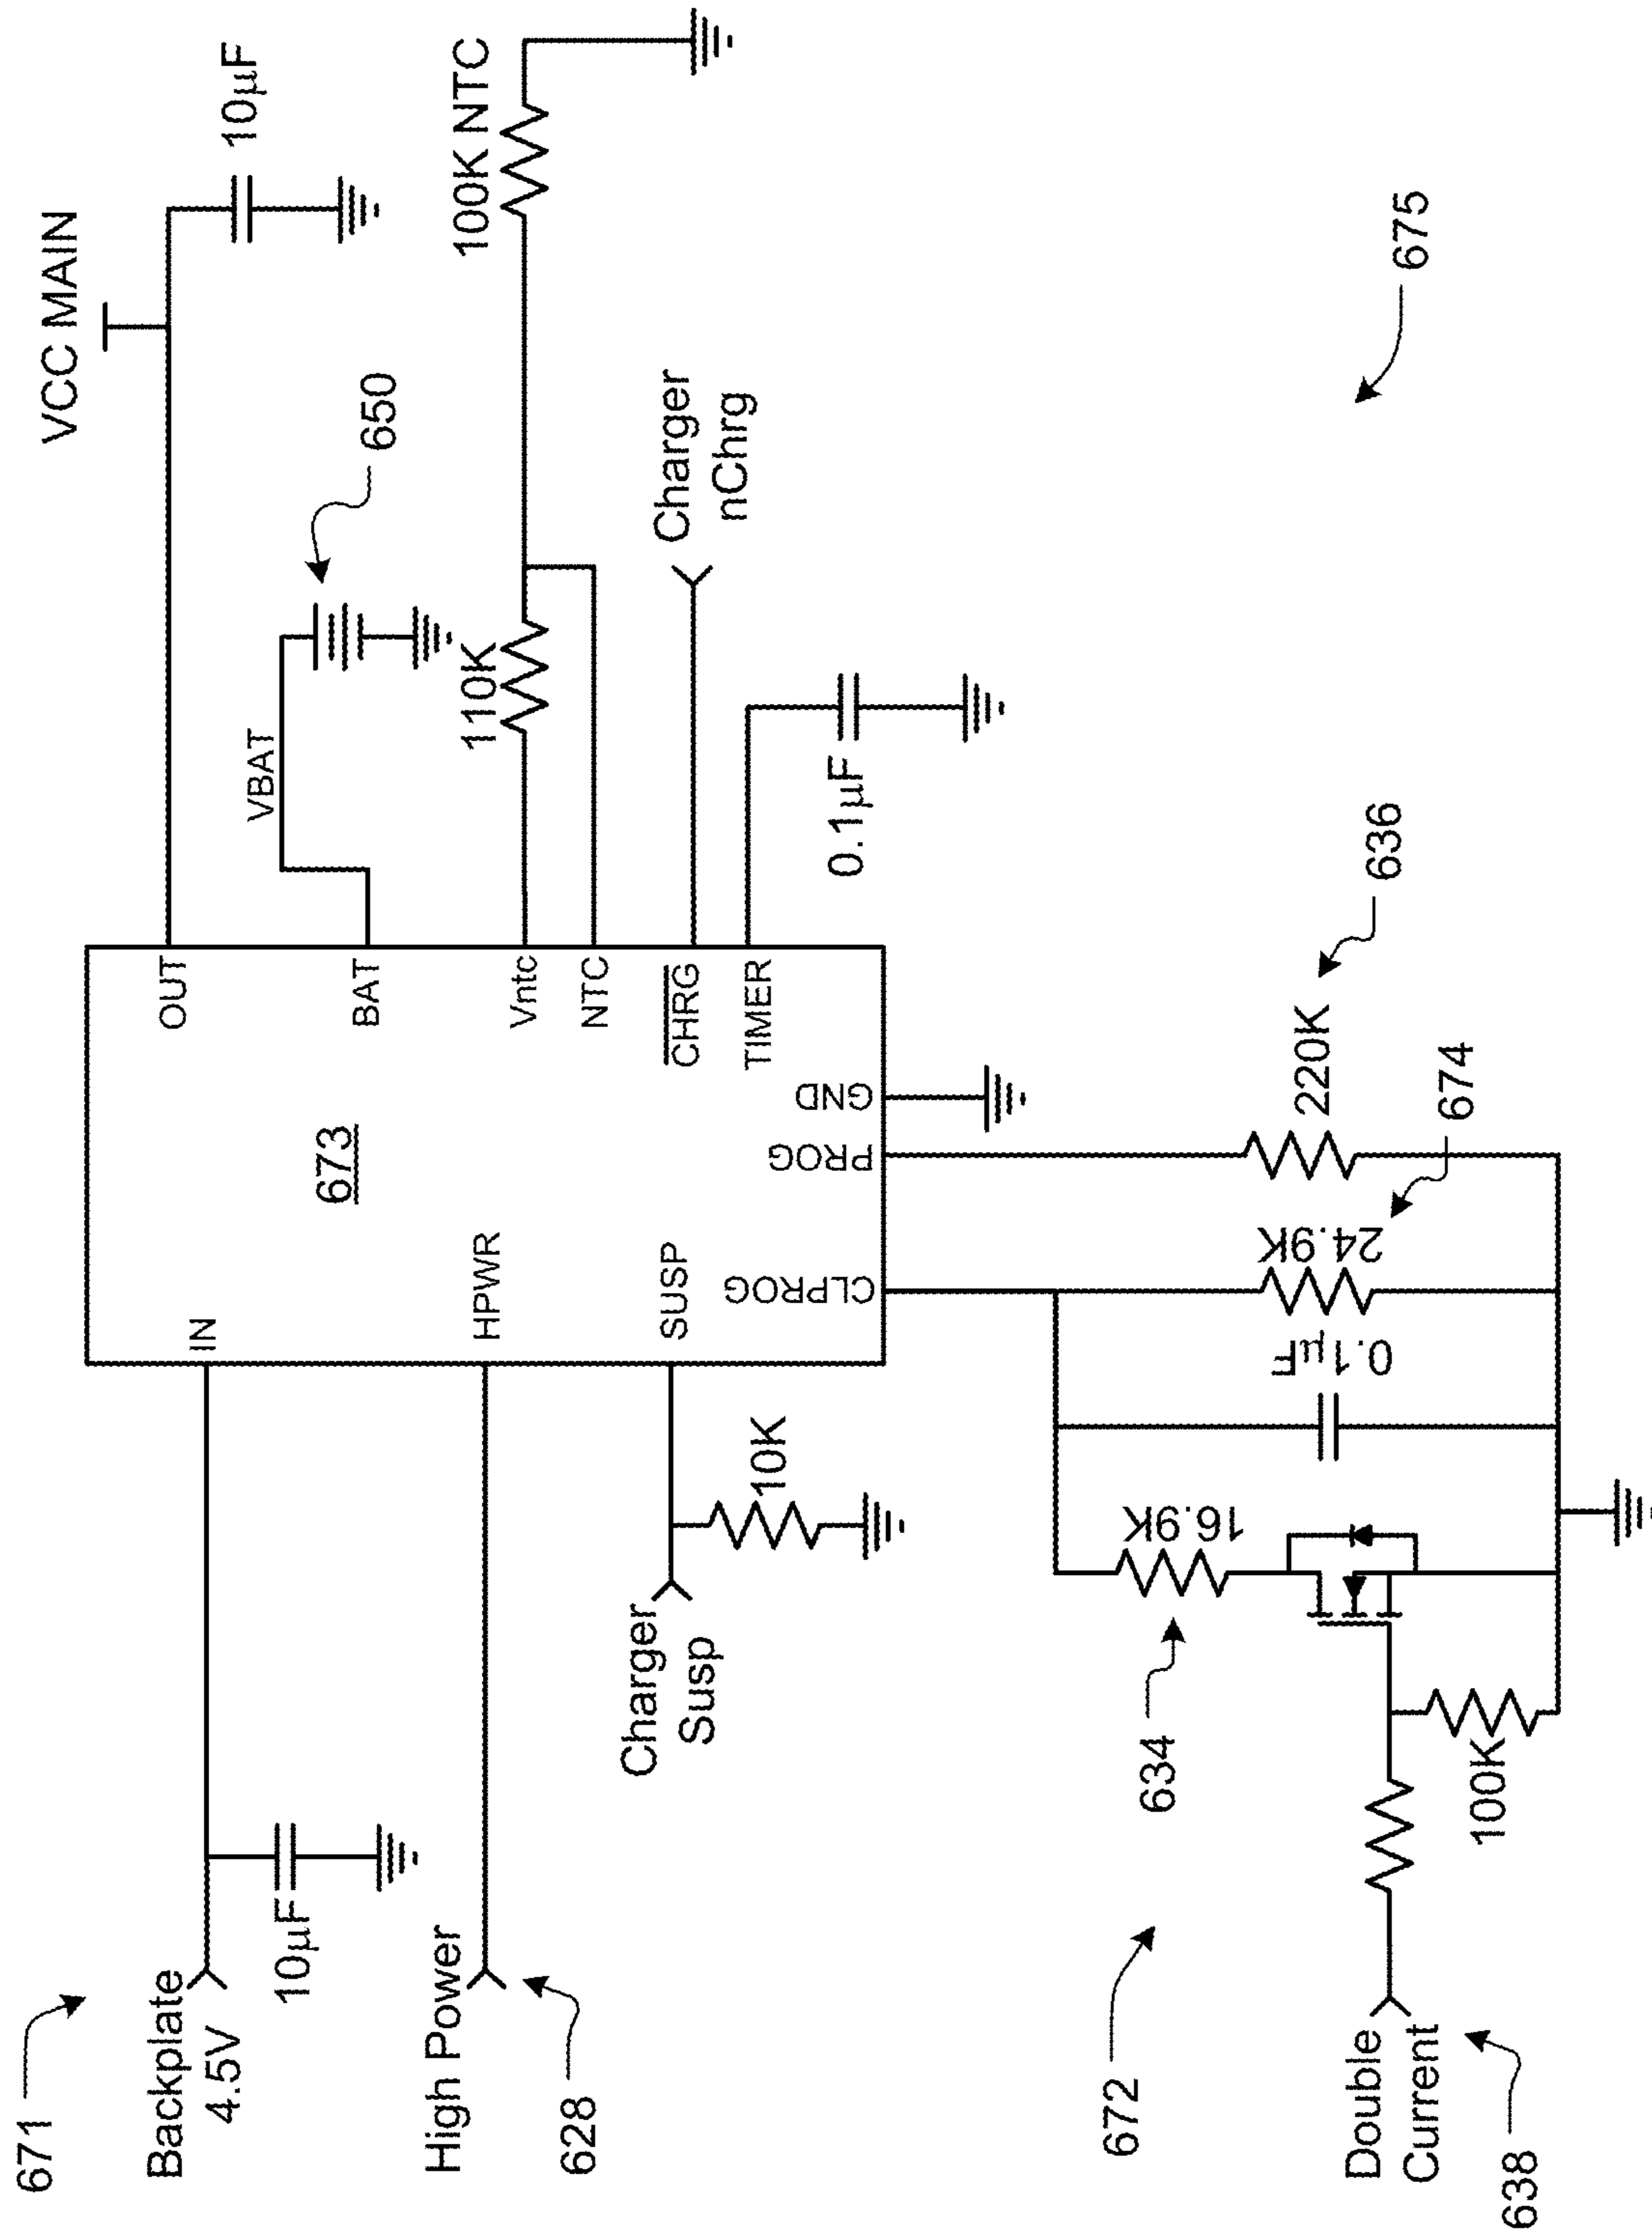 671
Backplate
4.5V
10µF
High Power
628
Charger
Susp
10K
IN
HPWR
SUSP
673
CLPROG
PROG
GND
OUT
BAT
Vntc
NTC
CHRG
TIMER
VCC MAIN
10µF
VBAT
650
110K
100K NTC
Charger
nChrg
0.1µF
672
634
16.9K
0.1µF
24.9K
674
220K
636
Double
Current
638
100K
675